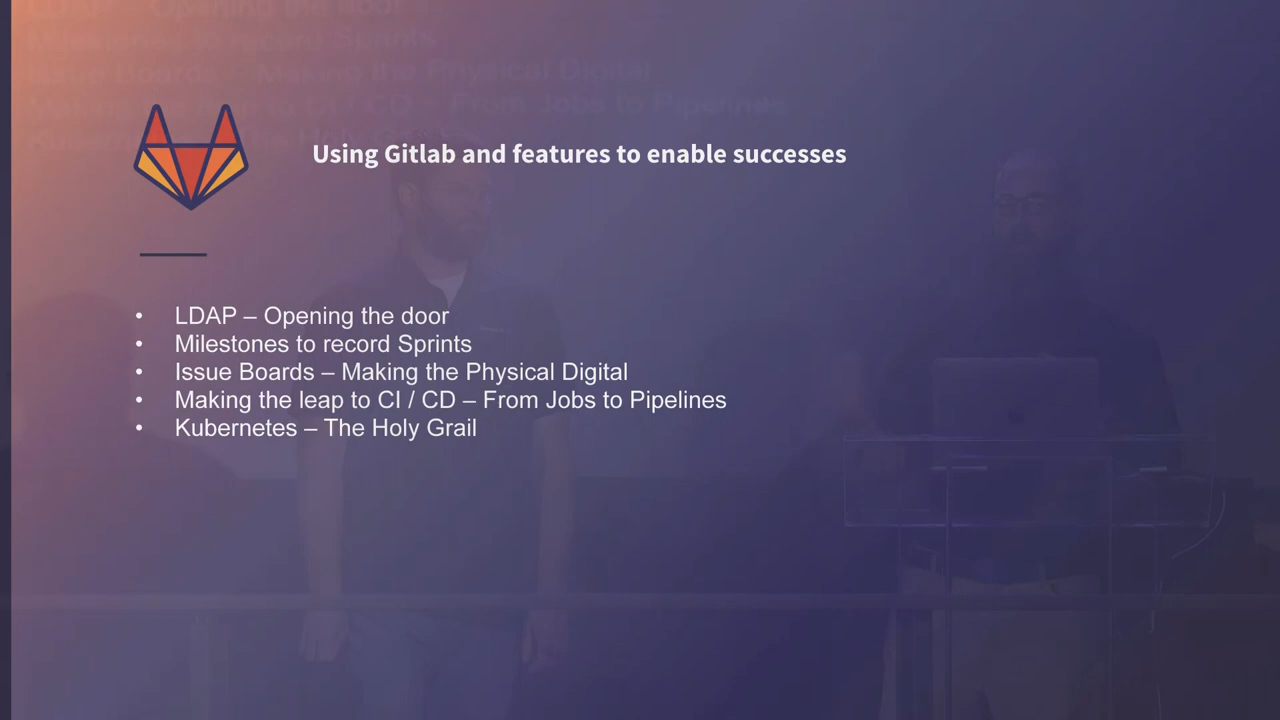 Using Gitlab and features to enable successes
• LDAP – Opening the door
• Milestones to record Sprints
• Issue Boards – Making the Physical Digital
• Making the leap to CI / CD – From Jobs to Pipelines
• Kubernetes – The Holy Grail